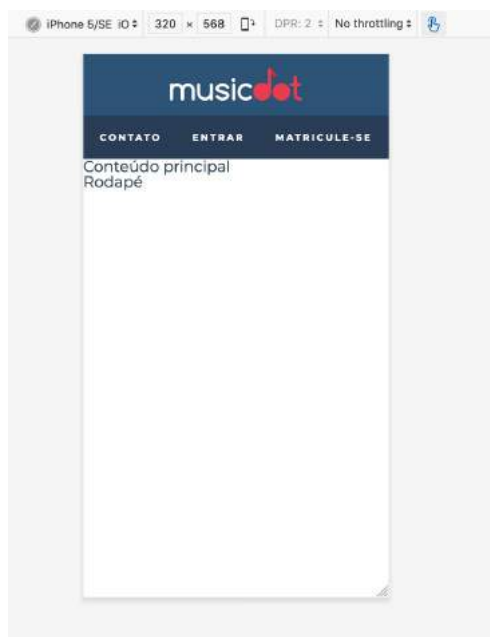 iPhone 5/SE iO 320 × 568 DPR: 2 No throttling
musicdot
CONTATO ENTRAR MATRICULE-SE
Conteúdo principal
Rodapé